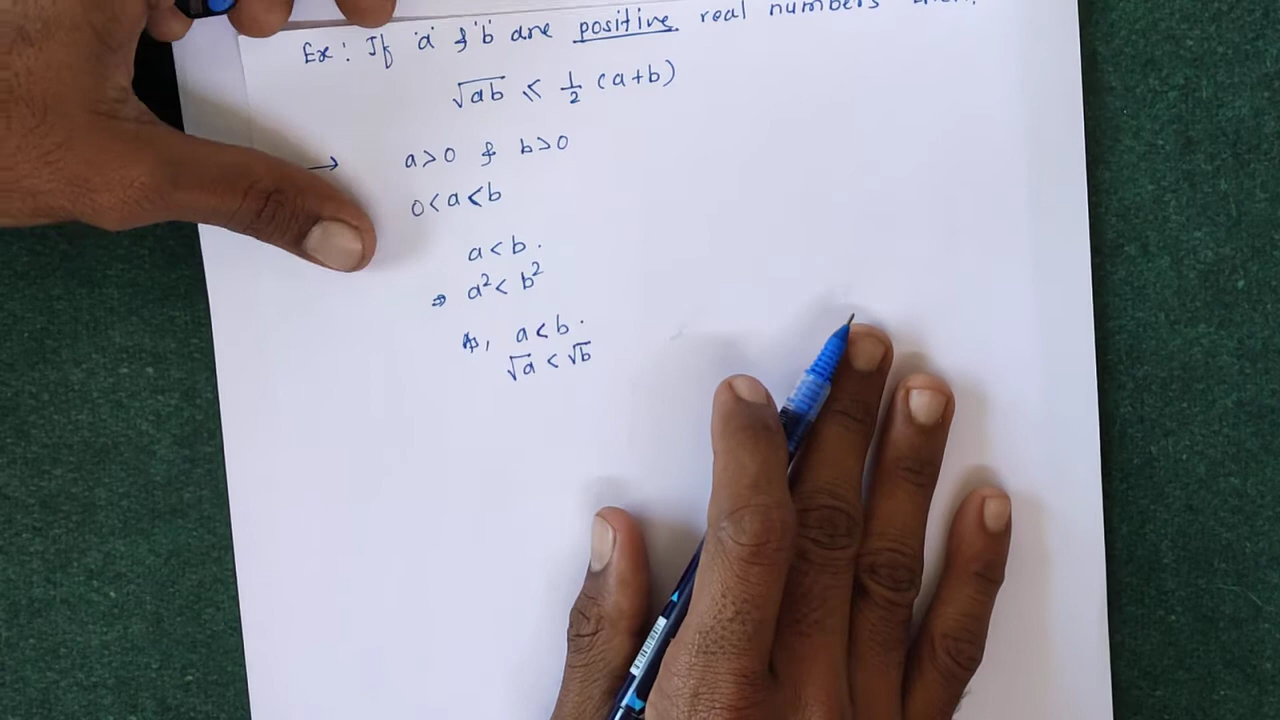 Ex: If 'a' & 'b' are positive real numbers
√ab ≤ 1/2 (a+b)
→ a>0 & b>0
0<a<b
a<b.
⇒ a²<b²
, a<b.
√a < √b